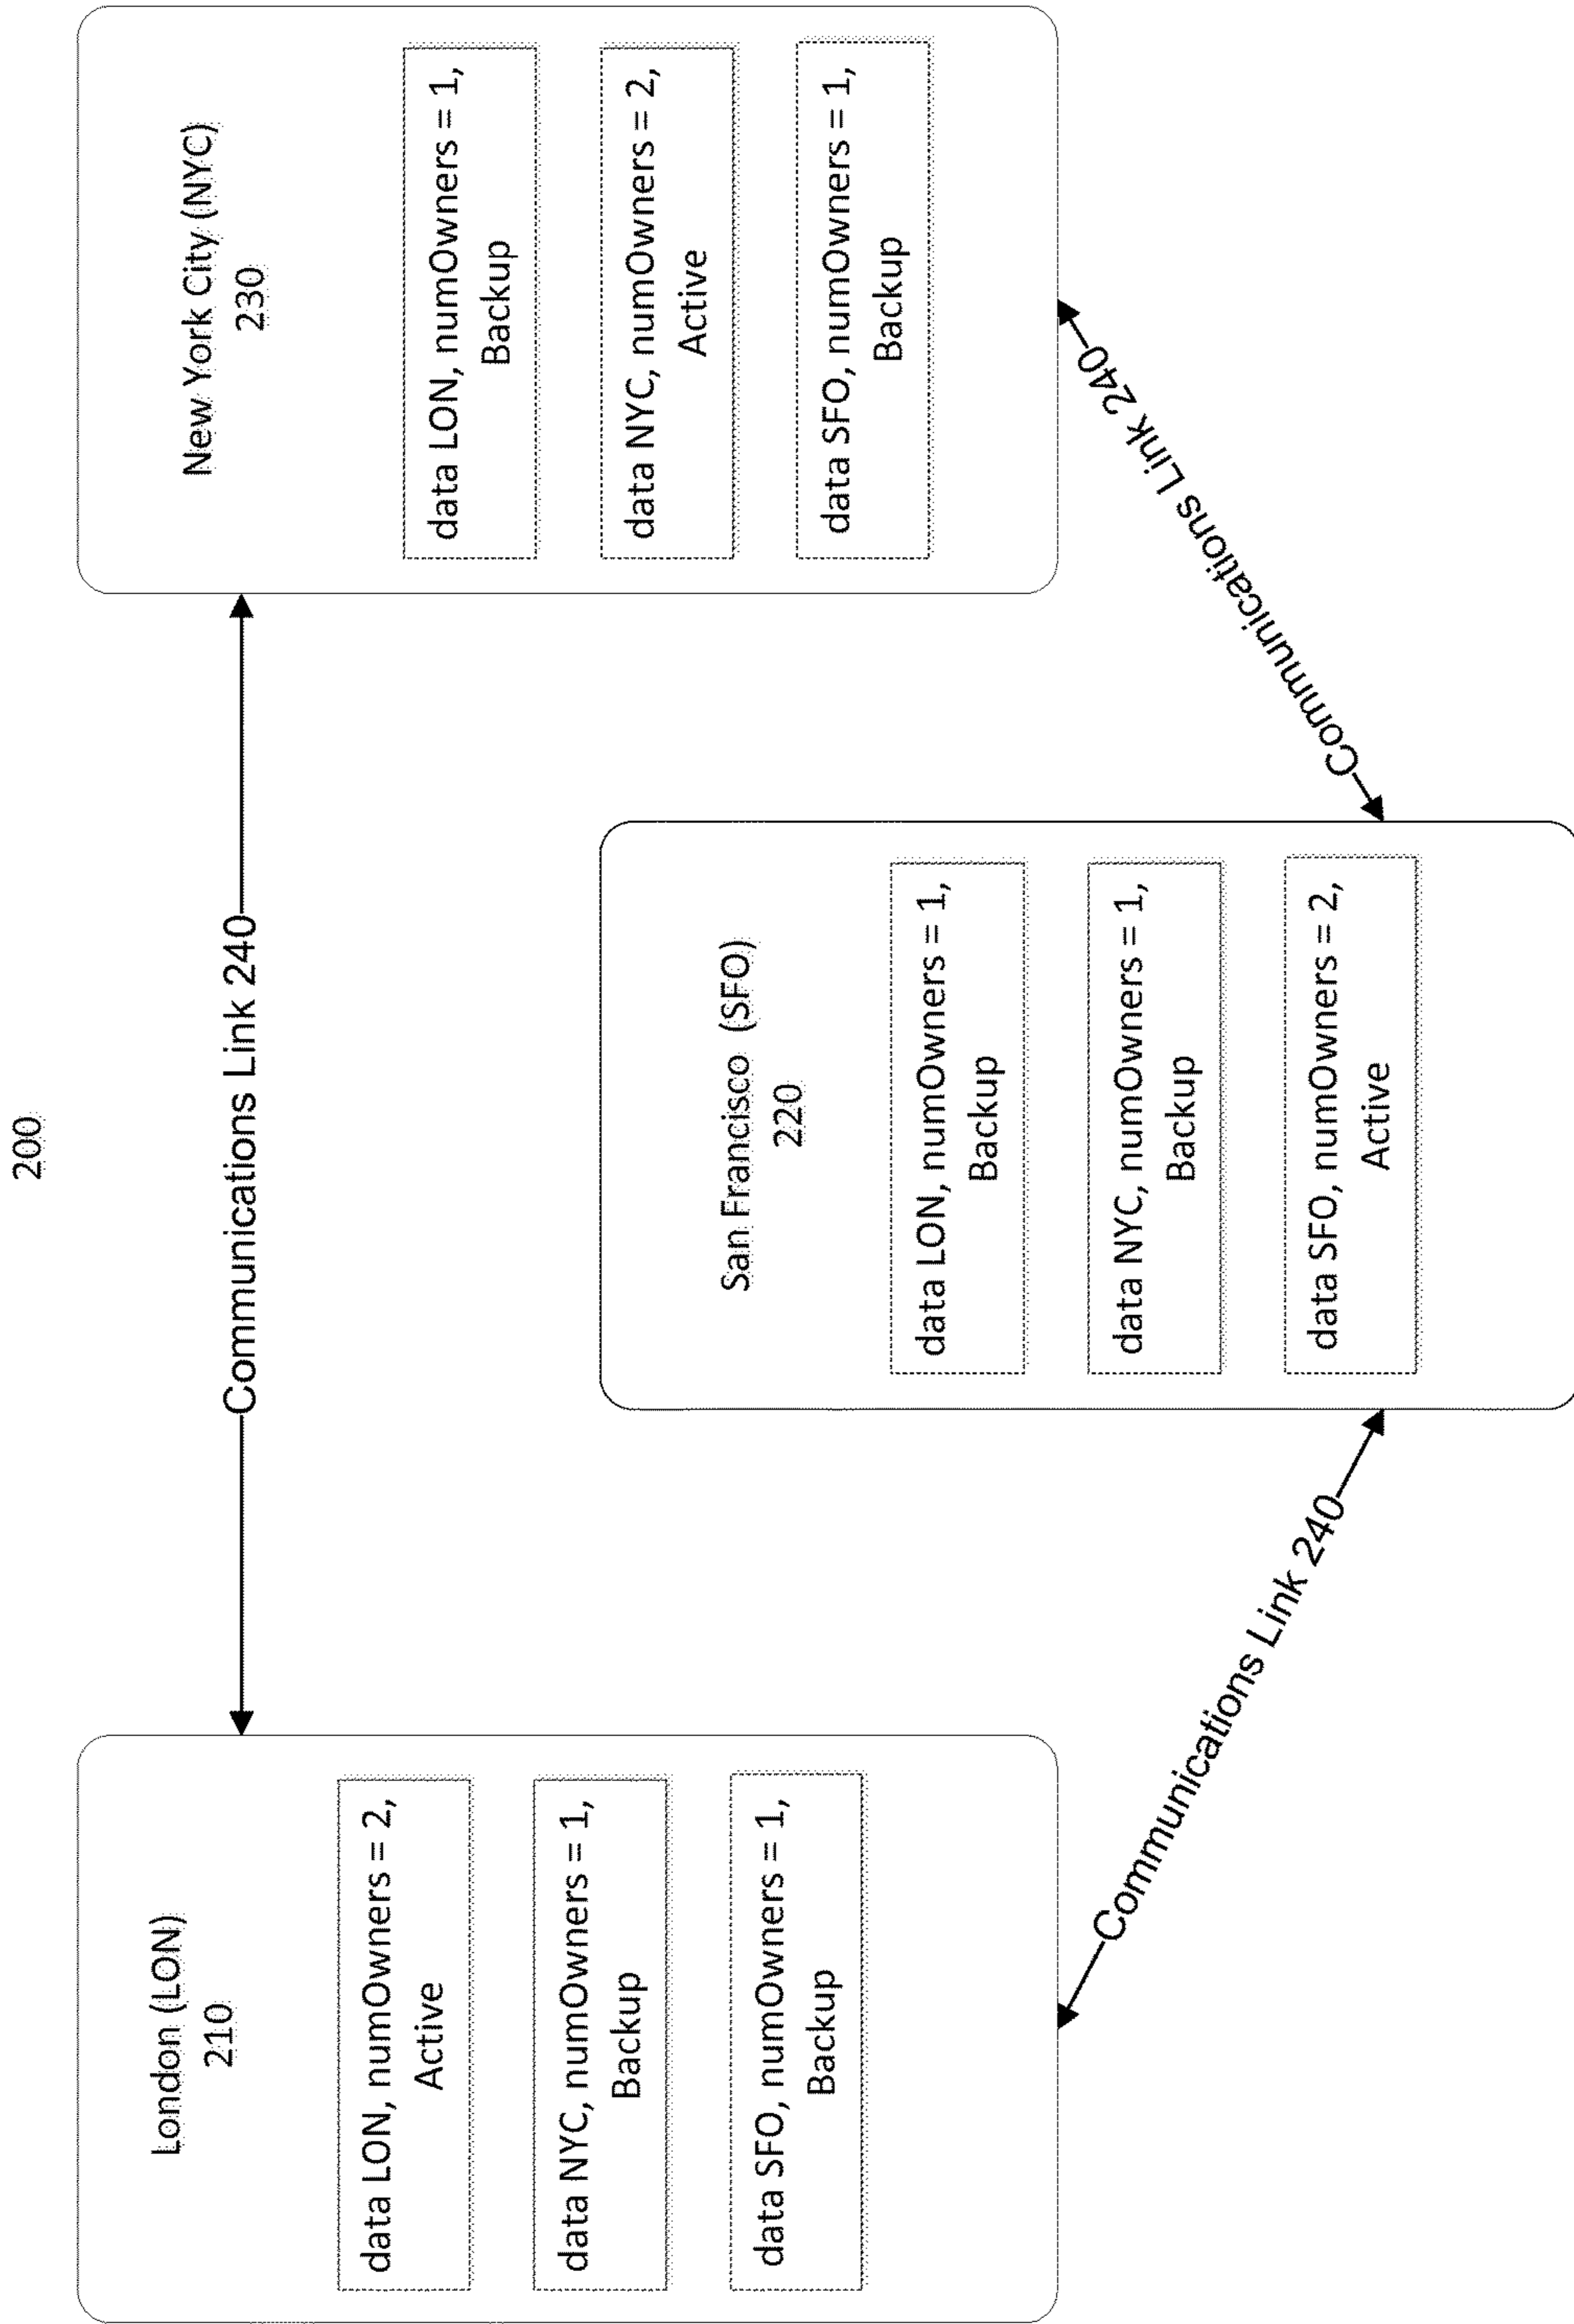 200
London (LON)
210
data LON, numOwners = 2,
Active
data NYC, numOwners = 1,
Backup
data SFO, numOwners = 1,
Backup
Communications Link 240
New York City (NYC)
230
data LON, numOwners = 1,
Backup
data NYC, numOwners = 2,
Active
data SFO, numOwners = 1,
Backup
San Francisco (SFO)
220
data LON, numOwners = 1,
Backup
data NYC, numOwners = 1,
Backup
data SFO, numOwners = 2,
Active
Communications Link 240
Communications Link 240